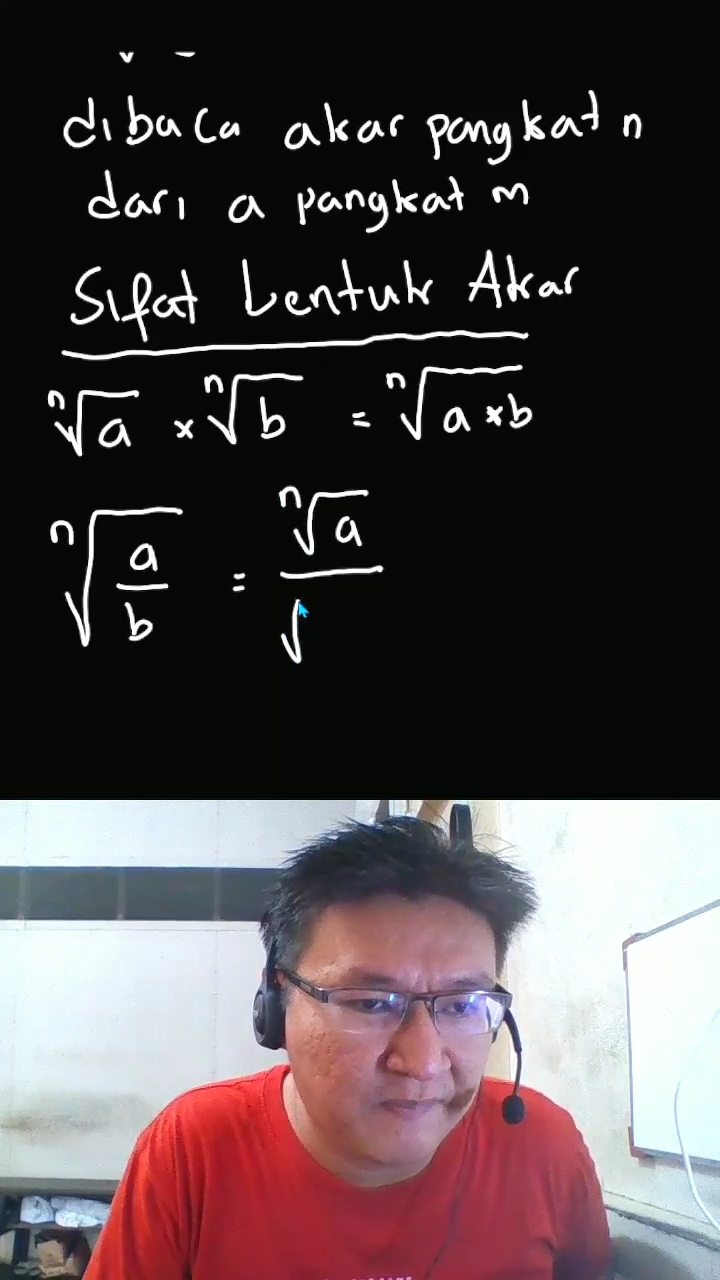 dibaca akar pangkat n
dari a pangkat m
Sifat bentuk Akar
ⁿ√a × ⁿ√b = ⁿ√a×b
ⁿ√a/b = ⁿ√a/√